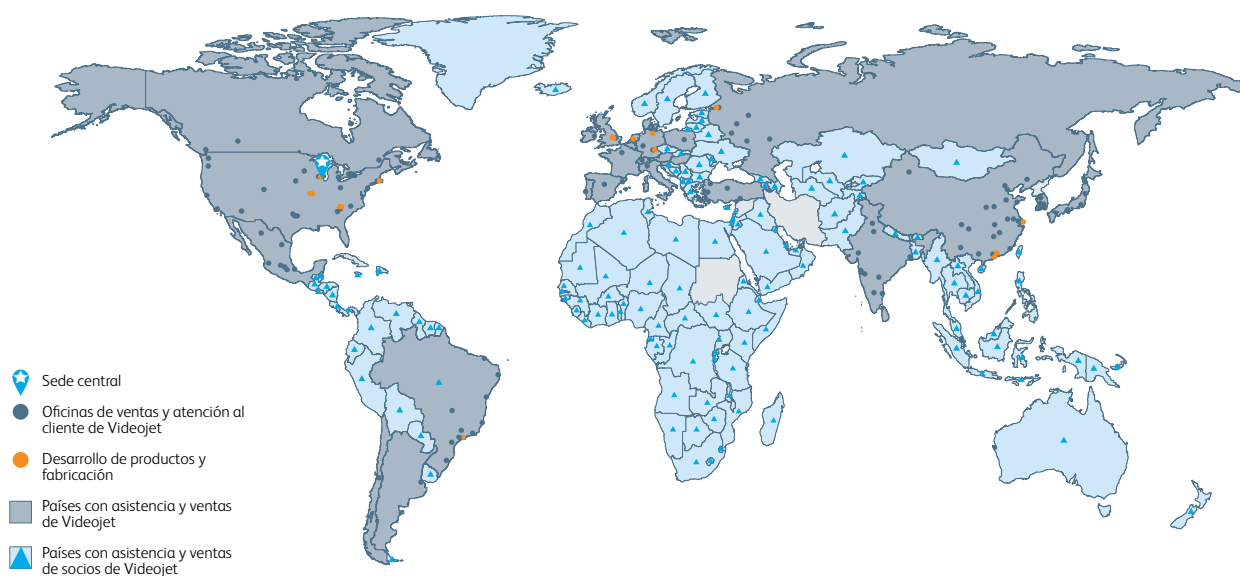 Sede central
Oficinas de ventas y atención al
cliente de Videojet
Desarrollo de productos y
fabricación
Países con asistencia y ventas
de Videojet
Países con asistencia y ventas
de socios de Videojet